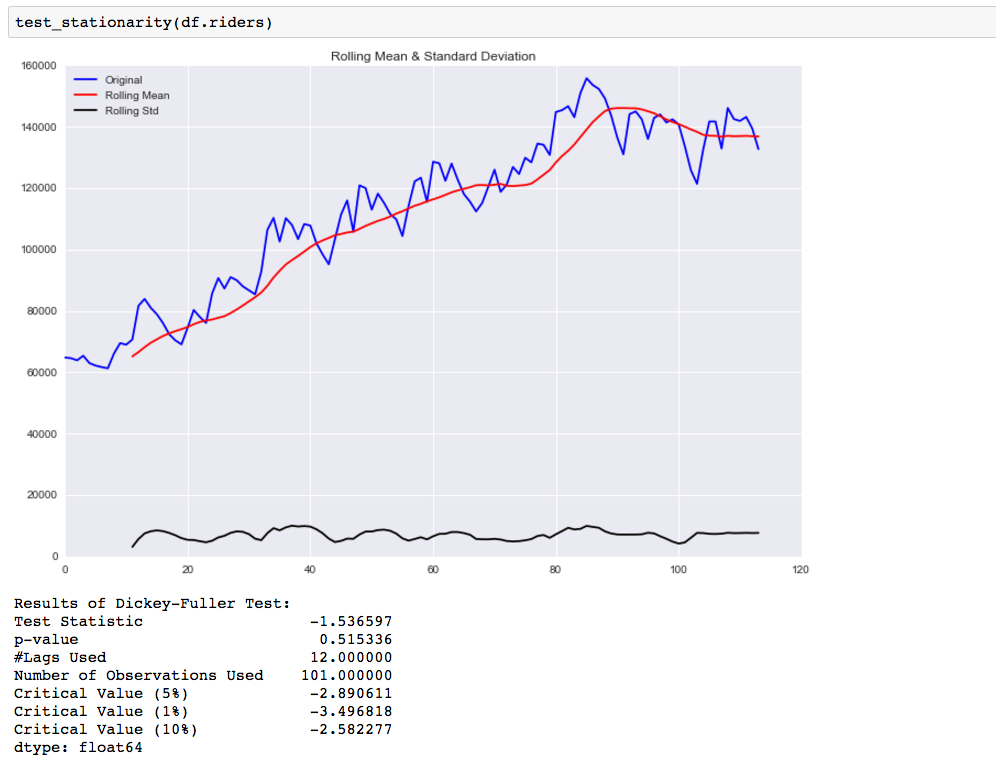 test_stationarity(df.riders)
Rolling Mean & Standard Deviation
160000
Original
Rolling Mean
Rolling Std
140000
120000
100000
80000
60000
40000
20000
0
0 20 40 60 80 100 120
Results of Dickey-Fuller Test:
Test Statistic -1.536597
p-value 0.515336
#Lags Used 12.000000
Number of Observations Used 101.000000
Critical Value (5%) -2.890611
Critical Value (1%) -3.496818
Critical Value (10%) -2.582277
dtype: float64